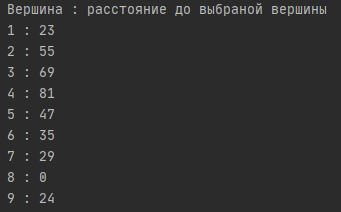 Вершина : расстояние до выбраной вершины
1 : 23
2 : 55
3 : 69
4 : 81
5 : 47
6 : 35
7 : 29
8 : 0
9 : 24